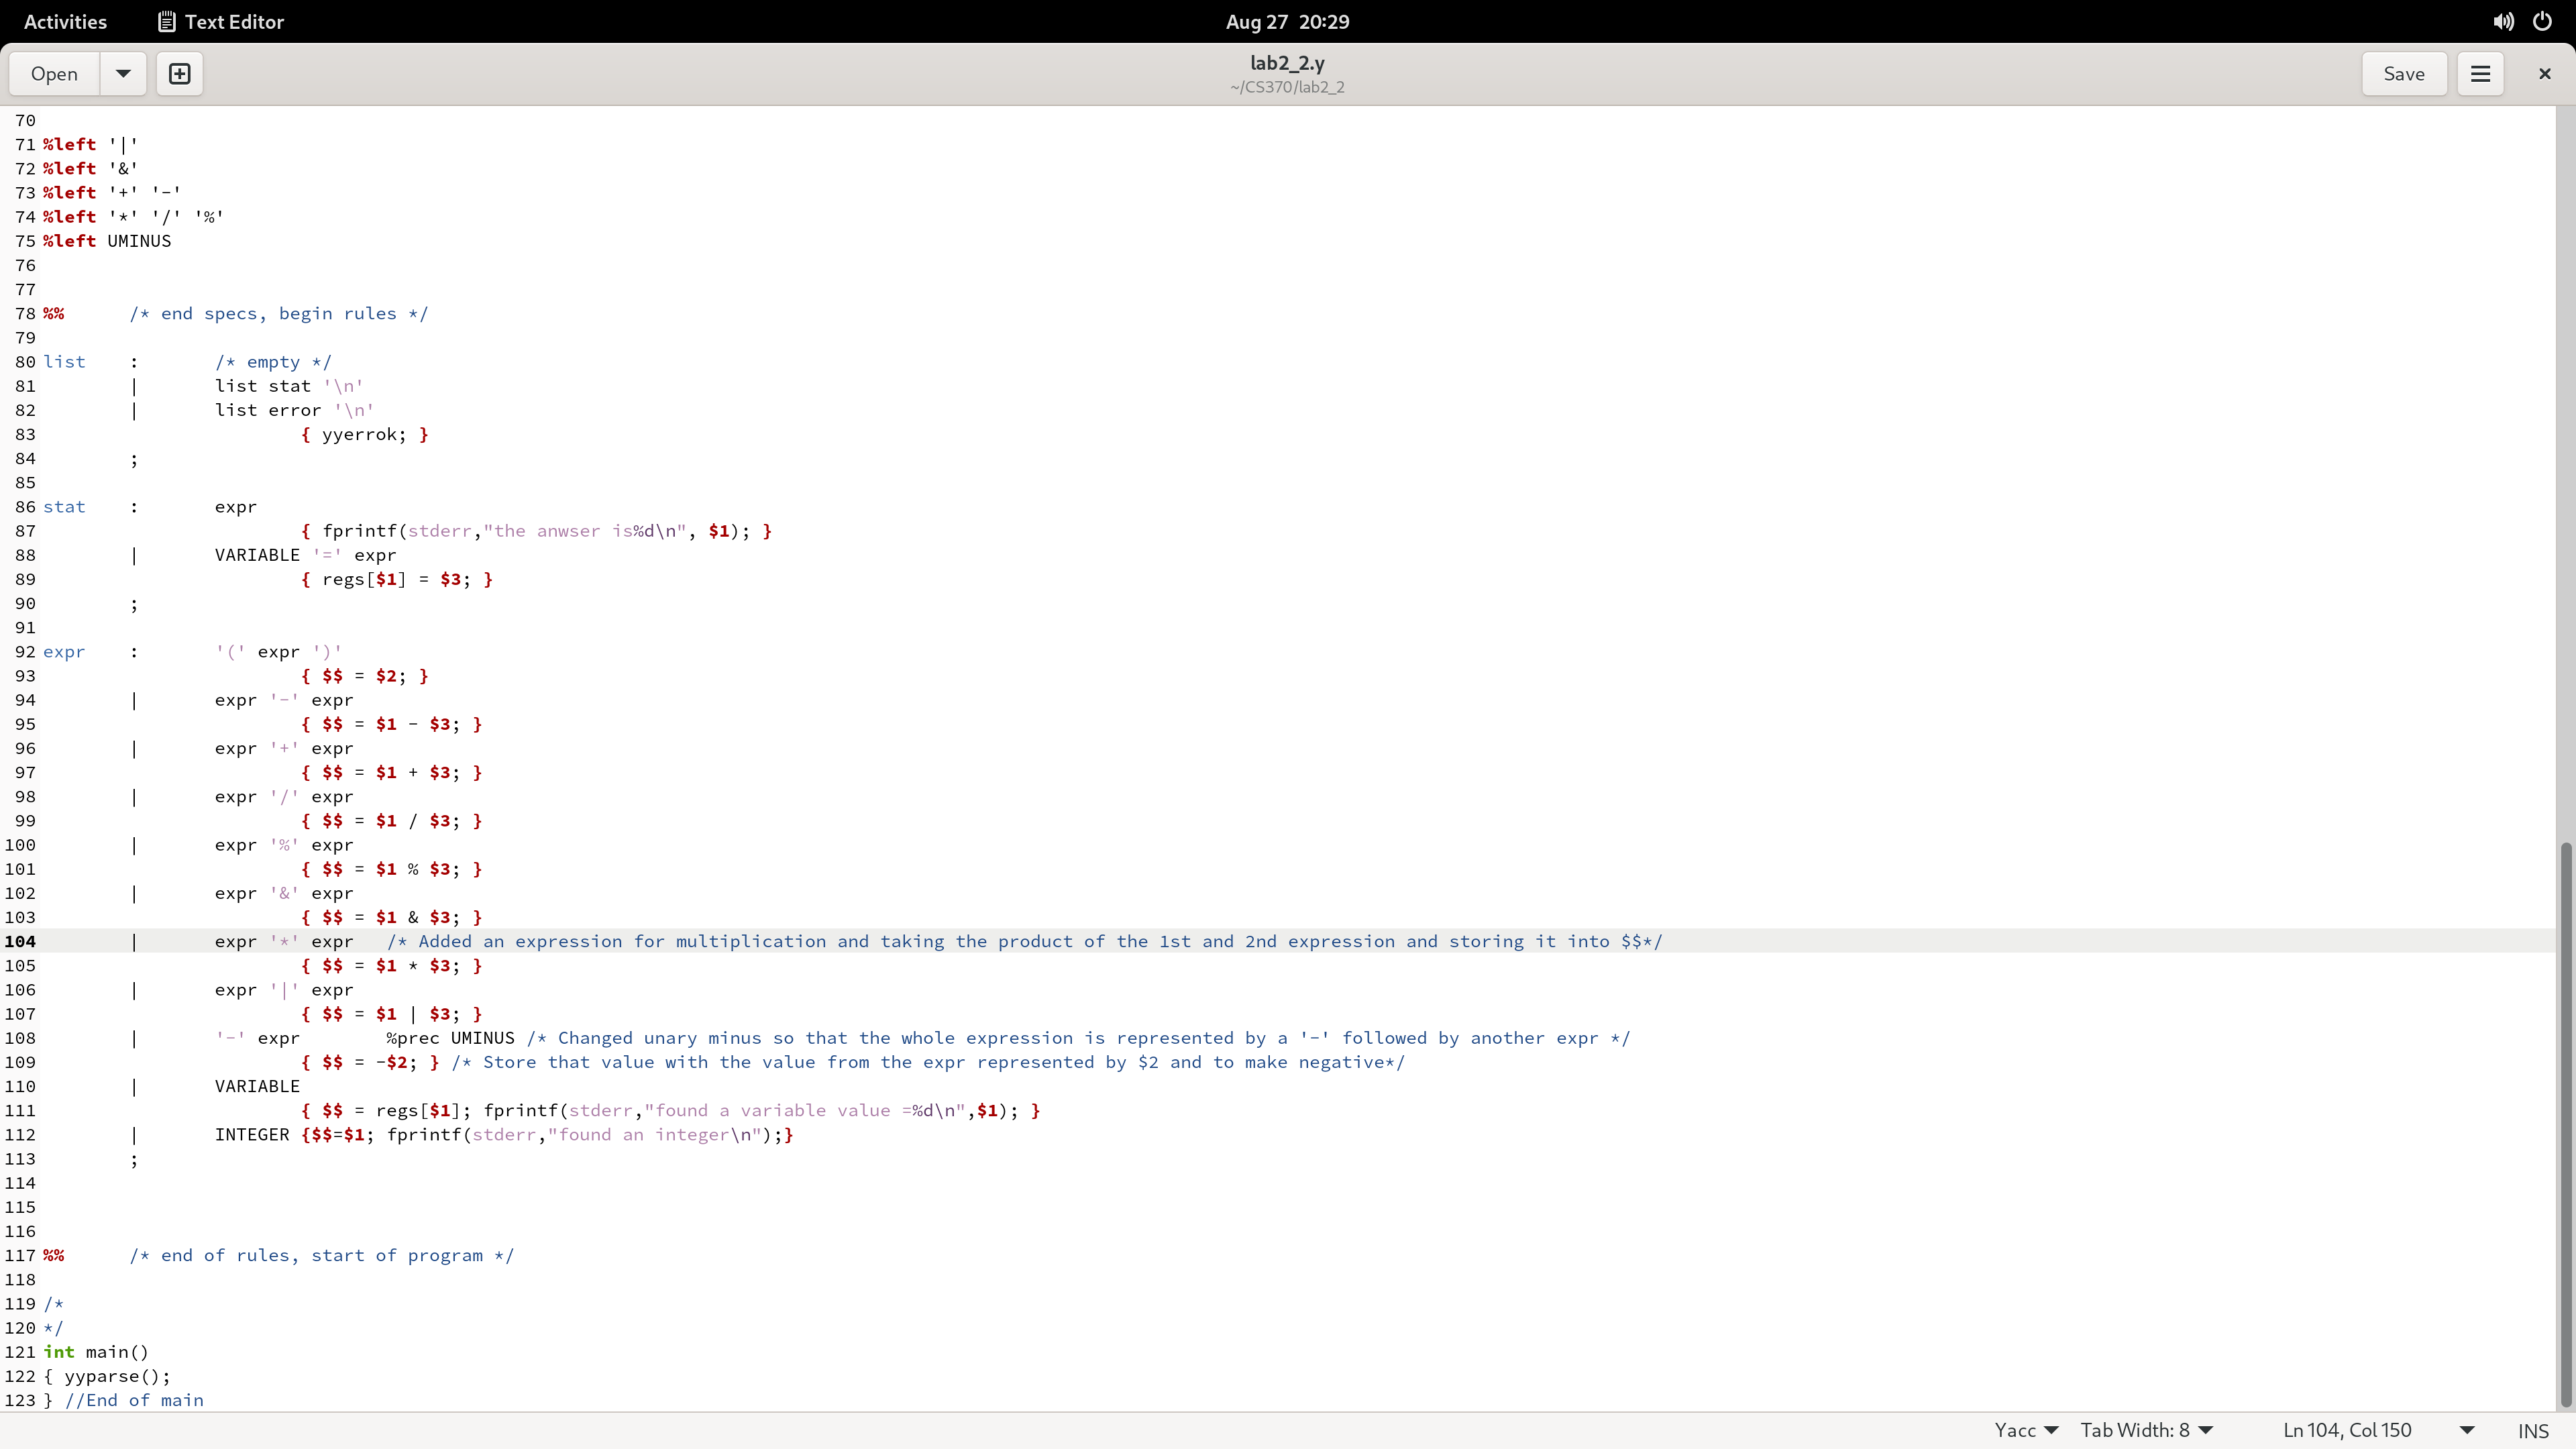 Activities Text Editor Aug 27 20:29
Open lab2_2.y Save
~/CS370/lab2_2
70
71 %left '|'
72 %left '&'
73 %left '+' '-'
74 %left '*' '/' '%'
75 %left UMINUS
76
77
78 %% /* end specs, begin rules */
79
80 list : /* empty */
81 | list stat '\n'
82 | list error '\n'
83 { yyerrok; }
84 ;
85
86 stat : expr
87 { fprintf(stderr,"the anwser is%d\n", $1); }
88 | VARIABLE '=' expr
89 { regs[$1] = $3; }
90 ;
91
92 expr : '(' expr ')'
93 { $$ = $2; }
94 | expr '-' expr
95 { $$ = $1 - $3; }
96 | expr '+' expr
97 { $$ = $1 + $3; }
98 | expr '/' expr
99 { $$ = $1 / $3; }
100 | expr '%' expr
101 { $$ = $1 % $3; }
102 | expr '&' expr
103 { $$ = $1 & $3; }
104 | expr '*' expr /* Added an expression for multiplication and taking the product of the 1st and 2nd expression and storing it into $$*/
105 { $$ = $1 * $3; }
106 | expr '|' expr
107 { $$ = $1 | $3; }
108 | '-' expr %prec UMINUS /* Changed unary minus so that the whole expression is represented by a '-' followed by another expr */
109 { $$ = -$2; } /* Store that value with the value from the expr represented by $2 and to make negative*/
110 | VARIABLE
111 { $$ = regs[$1]; fprintf(stderr,"found a variable value =%d\n",$1); }
112 | INTEGER {$$=$1; fprintf(stderr,"found an integer\n");}
113 ;
114
115
116
117 %% /* end of rules, start of program */
118
119 /*
120 */
121 int main()
122 { yyparse();
123 } //End of main
Yacc Tab Width: 8 Ln 104, Col 150 INS